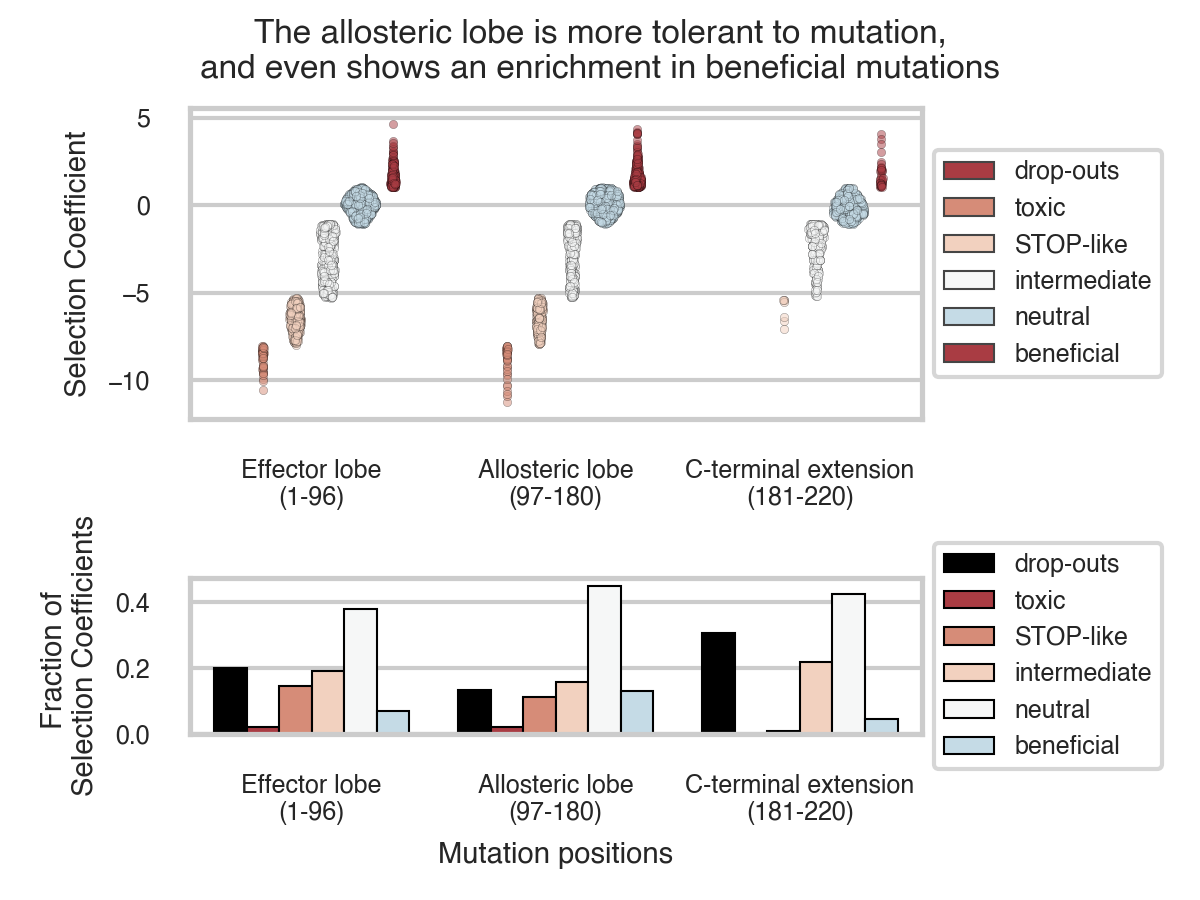 The allosteric lobe is more tolerant to mutation,
and even shows an enrichment in beneficial mutations
Selection Coefficient
5
0
−5
−10
Effector lobe
(1-96)
Allosteric lobe
(97-180)
C-terminal extension
(181-220)
drop-outs
toxic
STOP-like
intermediate
neutral
beneficial
Fraction of
Selection Coefficients
0.4
0.2
0.0
Effector lobe
(1-96)
Allosteric lobe
(97-180)
C-terminal extension
(181-220)
Mutation positions
drop-outs
toxic
STOP-like
intermediate
neutral
beneficial